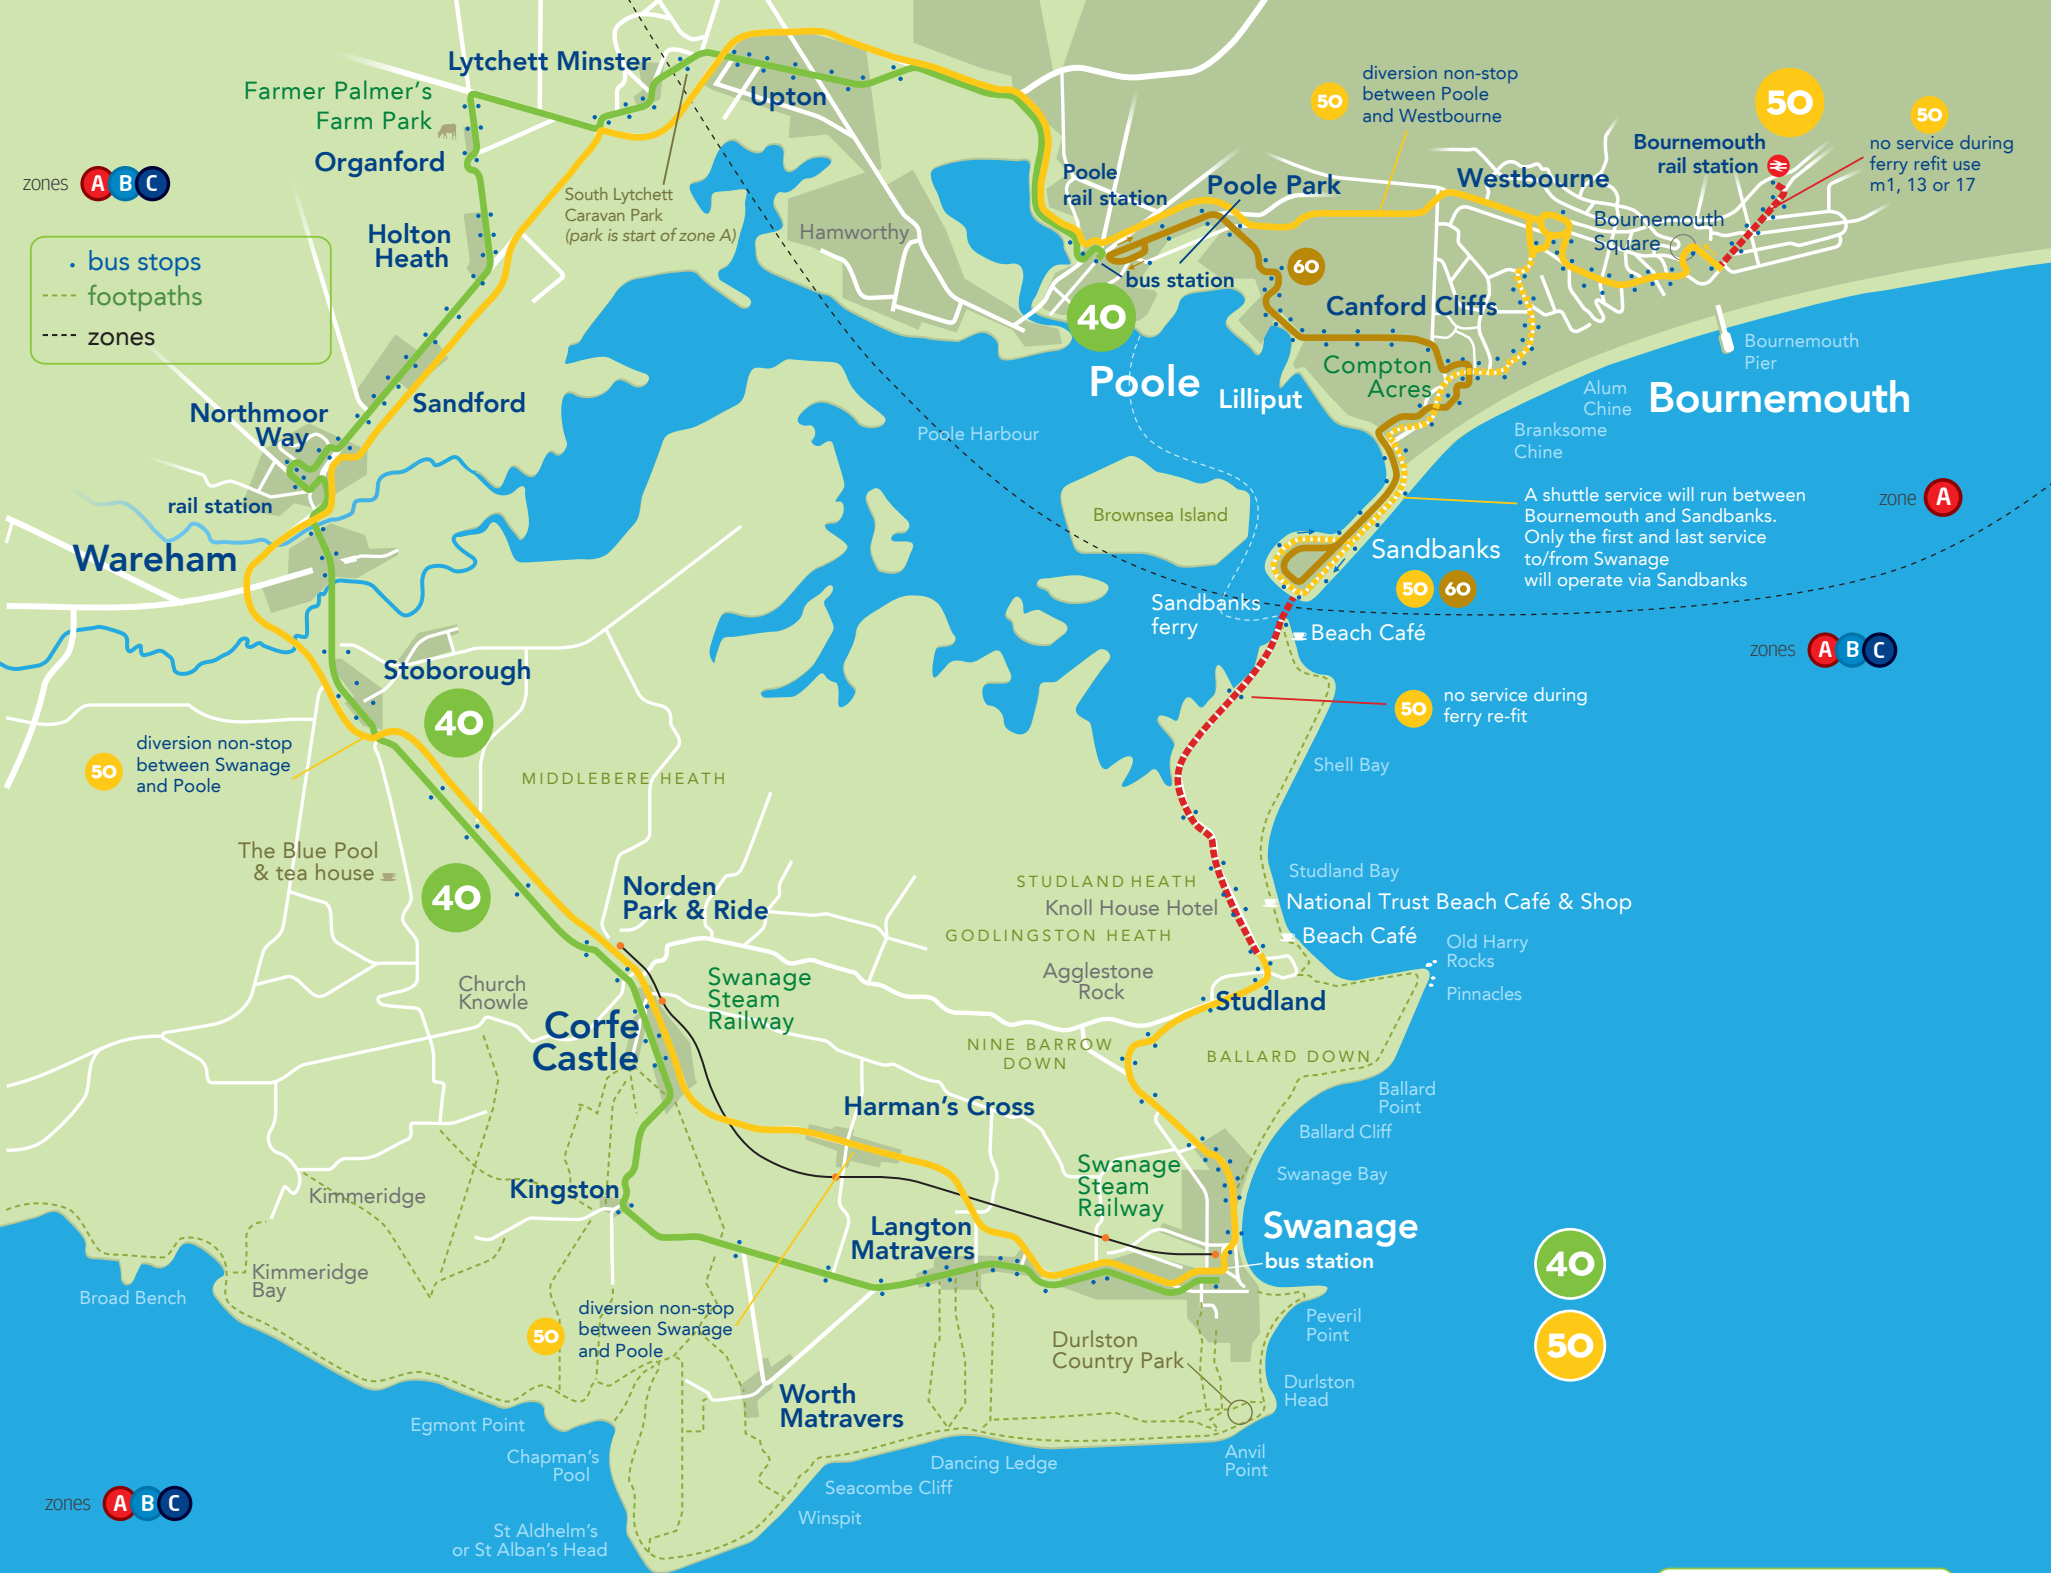 Lytchett Minster
Farmer Palmer's
Farm Park
Organford
Upton
50
diversion non-stop
between Poole
and Westbourne
50
Bournemouth
rail station
50
no service during
ferry refit use
m1, 13 or 17
zones A B C
bus stops
footpaths
zones
Holton
Heath
South Lytchett
Caravan Park
(park is start of zone A)
Hamworthy
Poole
rail station
Poole Park
bus station
Westbourne
Bournemouth
Square
60
Canford Cliffs
40
Compton
Acres
Poole
Lilliput
Bournemouth
Pier
Alum
Chine
Bournemouth
Branksome
Chine
Poole Harbour
Northmoor
Way
Sandford
rail station
Wareham
Brownsea Island
A shuttle service will run between
Bournemouth and Sandbanks.
Only the first and last service
to/from Swanage
will operate via Sandbanks
zone A
Sandbanks
50 60
Sandbanks
ferry
Beach Café
zones A B C
Stoborough
40
50
no service during
ferry re-fit
50
diversion non-stop
between Swanage
and Poole
MIDDLEBERE HEATH
Shell Bay
The Blue Pool
& tea house
40
Norden
Park & Ride
STUDLAND HEATH
Knoll House Hotel
GODLINGSTON HEATH
Studland Bay
National Trust Beach Café & Shop
Beach Café
Old Harry
Rocks
Pinnacles
Church
Knowle
Swanage
Steam
Railway
Agglestone
Rock
Studland
Corfe
Castle
NINE BARROW
DOWN
BALLARD DOWN
Ballard
Point
Harman's Cross
Ballard Cliff
Swanage
Steam
Railway
Swanage Bay
Kimmeridge
Kingston
Langton
Matravers
Swanage
bus station
40
50
Kimmeridge
Bay
Broad Bench
50
diversion non-stop
between Swanage
and Poole
Durlston
Country Park
Peveril
Point
Durlston
Head
Worth
Matravers
Egmont Point
Chapman's
Pool
Dancing Ledge
Anvil
Point
Seacombe Cliff
Winspit
zones A B C
St Aldhelm's
or St Alban's Head